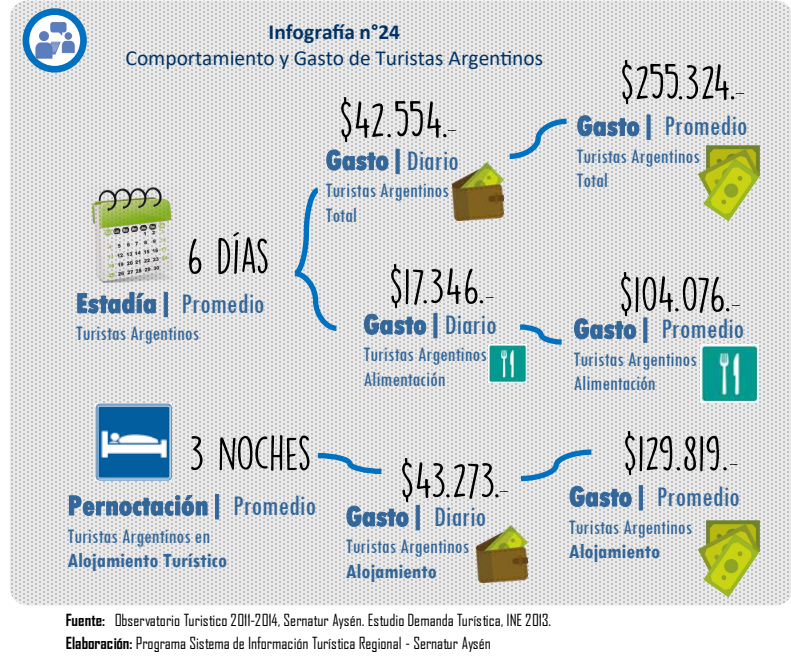 Infografía n°24
Comportamiento y Gasto de Turistas Argentinos
$42.554.-
Gasto | Diario
Turistas Argentinos
Total
$255.324.-
Gasto | Promedio
Turistas Argentinos
Total
6 DÍAS
Estadía | Promedio
Turistas Argentinos
$17.346.-
Gasto | Diario
Turistas Argentinos
Alimentación
$104.076.-
Gasto | Promedio
Turistas Argentinos
Alimentación
3 NOCHES
Pernoctación | Promedio
Turistas Argentinos en
Alojamiento Turístico
$43.273.-
Gasto | Diario
Turistas Argentinos
Alojamiento
$129.819.-
Gasto | Promedio
Turistas Argentinos
Alojamiento
Fuente: Observatorio Turistico 2011-2014, Sernatur Aysén. Estudio Demanda Turística, INE 2013.
Elaboración: Programa Sistema de Información Turística Regional - Sernatur Aysén